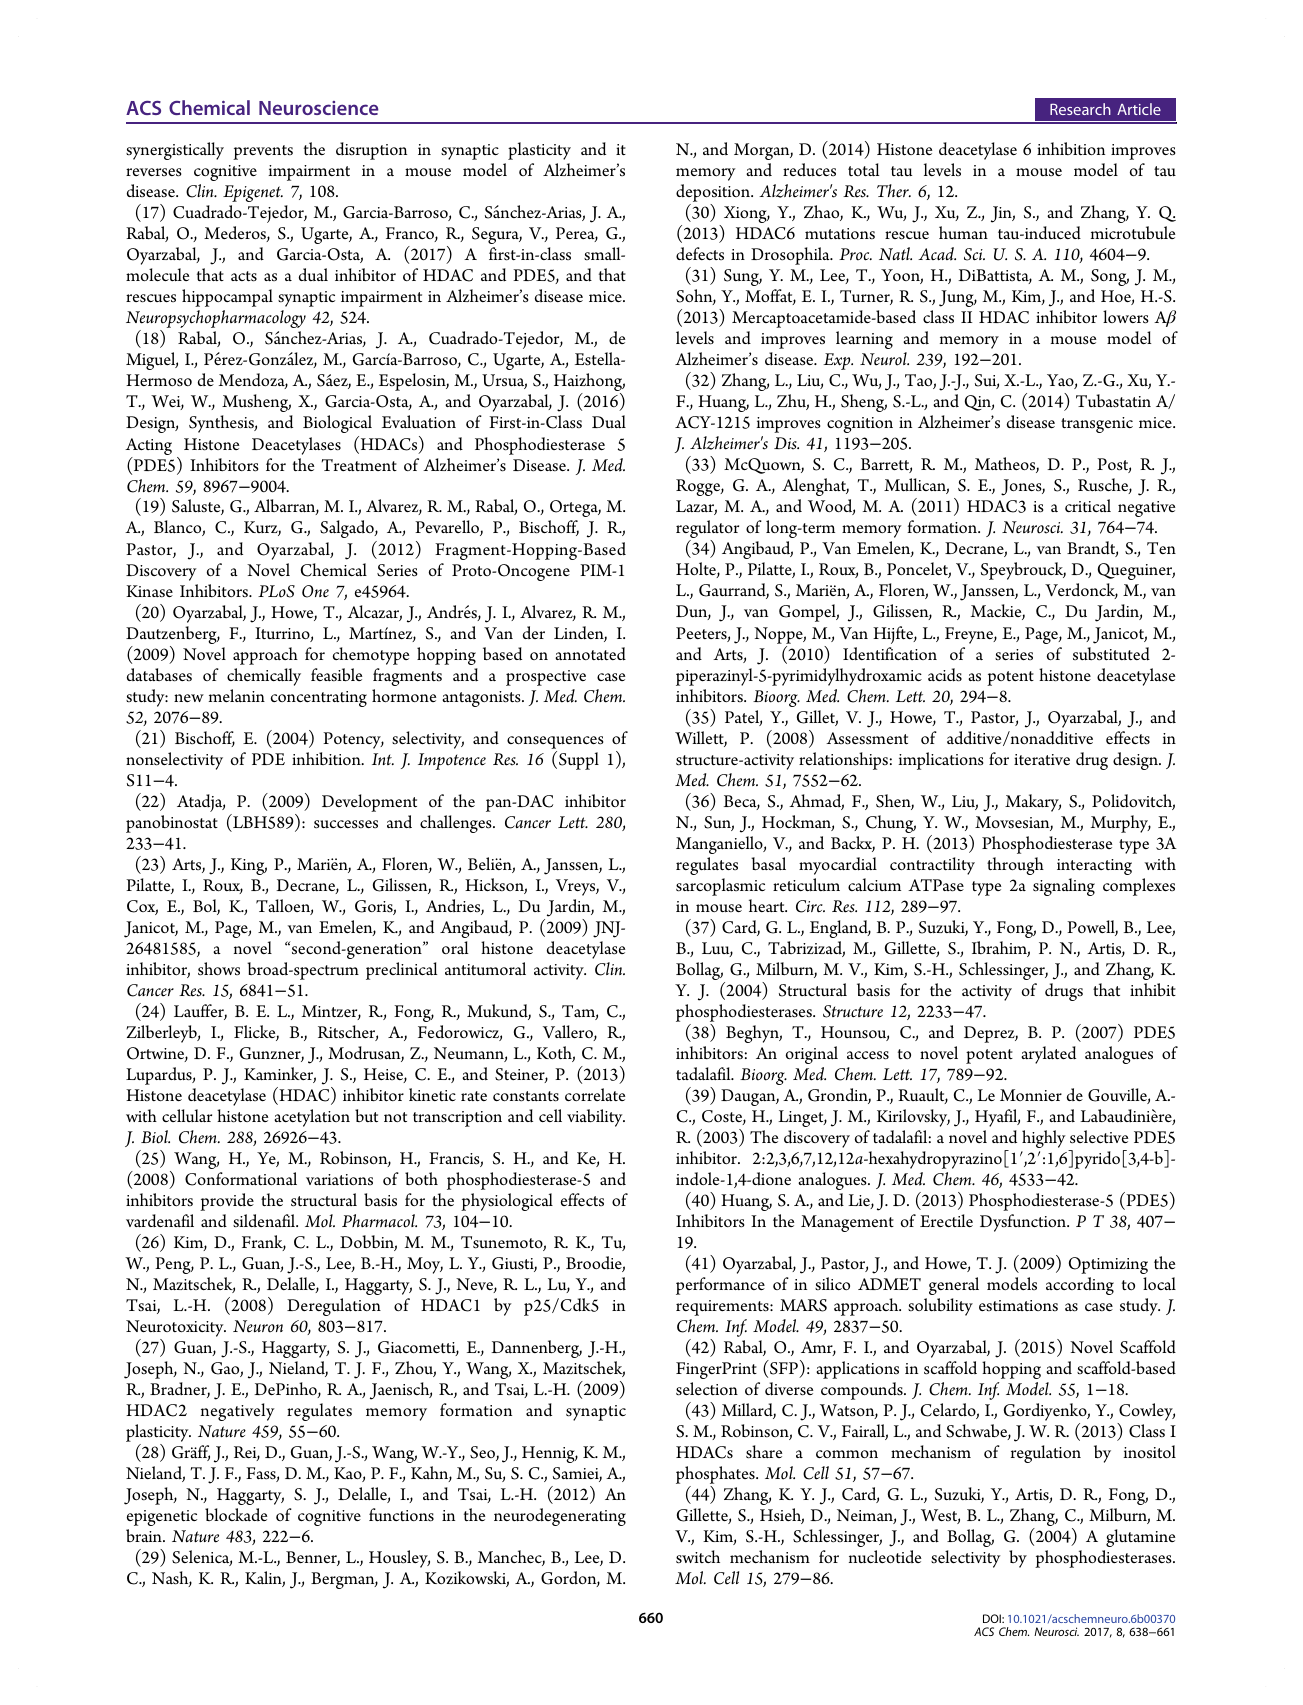 ACS Chemical Neuroscience
Research Article
synergistically prevents the disruption in synaptic plasticity and it
reverses cognitive impairment in a mouse model of Alzheimer's
disease. Clin. Epigenet. 7, 108.
(17) Cuadrado-Tejedor, M., Garcia-Barroso, C., Sánchez-Arias, J. A.,
Rabal, O., Mederos, S., Ugarte, A., Franco, R., Segura, V., Perea, G.,
Oyarzabal, J., and Garcia-Osta, A. (2017) A first-in-class small-
molecule that acts as a dual inhibitor of HDAC and PDE5, and that
rescues hippocampal synaptic impairment in Alzheimer's disease mice.
Neuropsychopharmacology 42, 524.
(18) Rabal, O., Sánchez-Arias, J. A., Cuadrado-Tejedor, M., de
Miguel, I., Pérez-González, M., García-Barroso, C., Ugarte, A., Estella-
Hermoso de Mendoza, A., Sáez, E., Espelosin, M., Ursua, S., Haizhong,
T., Wei, W., Musheng, X., Garcia-Osta, A., and Oyarzabal, J. (2016)
Design, Synthesis, and Biological Evaluation of First-in-Class Dual
Acting Histone Deacetylases (HDACs) and Phosphodiesterase 5
(PDE5) Inhibitors for the Treatment of Alzheimer's Disease. J. Med.
Chem. 59, 8967−9004.
(19) Saluste, G., Albarran, M. I., Alvarez, R. M., Rabal, O., Ortega, M.
A., Blanco, C., Kurz, G., Salgado, A., Pevarello, P., Bischoff, J. R.,
Pastor, J., and Oyarzabal, J. (2012) Fragment-Hopping-Based
Discovery of a Novel Chemical Series of Proto-Oncogene PIM-1
Kinase Inhibitors. PLoS One 7, e45964.
(20) Oyarzabal, J., Howe, T., Alcazar, J., Andrés, J. I., Alvarez, R. M.,
Dautzenberg, F., Iturrino, L., Martínez, S., and Van der Linden, I.
(2009) Novel approach for chemotype hopping based on annotated
databases of chemically feasible fragments and a prospective case
study: new melanin concentrating hormone antagonists. J. Med. Chem.
52, 2076−89.
(21) Bischoff, E. (2004) Potency, selectivity, and consequences of
nonselectivity of PDE inhibition. Int. J. Impotence Res. 16 (Suppl 1),
S11−4.
(22) Atadja, P. (2009) Development of the pan-DAC inhibitor
panobinostat (LBH589): successes and challenges. Cancer Lett. 280,
233−41.
(23) Arts, J., King, P., Mariën, A., Floren, W., Beliën, A., Janssen, L.,
Pilatte, I., Roux, B., Decrane, L., Gilissen, R., Hickson, I., Vreys, V.,
Cox, E., Bol, K., Talloen, W., Goris, I., Andries, L., Du Jardin, M.,
Janicot, M., Page, M., van Emelen, K., and Angibaud, P. (2009) JNJ-
26481585, a novel “second-generation” oral histone deacetylase
inhibitor, shows broad-spectrum preclinical antitumoral activity. Clin.
Cancer Res. 15, 6841−51.
(24) Lauffer, B. E. L., Mintzer, R., Fong, R., Mukund, S., Tam, C.,
Zilberleyb, I., Flicke, B., Ritscher, A., Fedorowicz, G., Vallero, R.,
Ortwine, D. F., Gunzner, J., Modrusan, Z., Neumann, L., Koth, C. M.,
Lupardus, P. J., Kaminker, J. S., Heise, C. E., and Steiner, P. (2013)
Histone deacetylase (HDAC) inhibitor kinetic rate constants correlate
with cellular histone acetylation but not transcription and cell viability.
J. Biol. Chem. 288, 26926−43.
(25) Wang, H., Ye, M., Robinson, H., Francis, S. H., and Ke, H.
(2008) Conformational variations of both phosphodiesterase-5 and
inhibitors provide the structural basis for the physiological effects of
vardenafil and sildenafil. Mol. Pharmacol. 73, 104−10.
(26) Kim, D., Frank, C. L., Dobbin, M. M., Tsunemoto, R. K., Tu,
W., Peng, P. L., Guan, J.-S., Lee, B.-H., Moy, L. Y., Giusti, P., Broodie,
N., Mazitschek, R., Delalle, I., Haggarty, S. J., Neve, R. L., Lu, Y., and
Tsai, L.-H. (2008) Deregulation of HDAC1 by p25/Cdk5 in
Neurotoxicity. Neuron 60, 803−817.
(27) Guan, J.-S., Haggarty, S. J., Giacometti, E., Dannenberg, J.-H.,
Joseph, N., Gao, J., Nieland, T. J. F., Zhou, Y., Wang, X., Mazitschek,
R., Bradner, J. E., DePinho, R. A., Jaenisch, R., and Tsai, L.-H. (2009)
HDAC2 negatively regulates memory formation and synaptic
plasticity. Nature 459, 55−60.
(28) Gräff, J., Rei, D., Guan, J.-S., Wang, W.-Y., Seo, J., Hennig, K. M.,
Nieland, T. J. F., Fass, D. M., Kao, P. F., Kahn, M., Su, S. C., Samiei, A.,
Joseph, N., Haggarty, S. J., Delalle, I., and Tsai, L.-H. (2012) An
epigenetic blockade of cognitive functions in the neurodegenerating
brain. Nature 483, 222−6.
(29) Selenica, M.-L., Benner, L., Housley, S. B., Manchec, B., Lee, D.
C., Nash, K. R., Kalin, J., Bergman, J. A., Kozikowski, A., Gordon, M.
N., and Morgan, D. (2014) Histone deacetylase 6 inhibition improves
memory and reduces total tau levels in a mouse model of tau
deposition. Alzheimer's Res. Ther. 6, 12.
(30) Xiong, Y., Zhao, K., Wu, J., Xu, Z., Jin, S., and Zhang, Y. Q.
(2013) HDAC6 mutations rescue human tau-induced microtubule
defects in Drosophila. Proc. Natl. Acad. Sci. U. S. A. 110, 4604−9.
(31) Sung, Y. M., Lee, T., Yoon, H., DiBattista, A. M., Song, J. M.,
Sohn, Y., Moffat, E. I., Turner, R. S., Jung, M., Kim, J., and Hoe, H.-S.
(2013) Mercaptoacetamide-based class II HDAC inhibitor lowers Aβ
levels and improves learning and memory in a mouse model of
Alzheimer's disease. Exp. Neurol. 239, 192−201.
(32) Zhang, L., Liu, C., Wu, J., Tao, J.-J., Sui, X.-L., Yao, Z.-G., Xu, Y.-
F., Huang, L., Zhu, H., Sheng, S.-L., and Qin, C. (2014) Tubastatin A/
ACY-1215 improves cognition in Alzheimer's disease transgenic mice.
J. Alzheimer's Dis. 41, 1193−205.
(33) McQuown, S. C., Barrett, R. M., Matheos, D. P., Post, R. J.,
Rogge, G. A., Alenghat, T., Mullican, S. E., Jones, S., Rusche, J. R.,
Lazar, M. A., and Wood, M. A. (2011) HDAC3 is a critical negative
regulator of long-term memory formation. J. Neurosci. 31, 764−74.
(34) Angibaud, P., Van Emelen, K., Decrane, L., van Brandt, S., Ten
Holte, P., Pilatte, I., Roux, B., Poncelet, V., Speybrouck, D., Queguiner,
L., Gaurrand, S., Mariën, A., Floren, W., Janssen, L., Verdonck, M., van
Dun, J., van Gompel, J., Gilissen, R., Mackie, C., Du Jardin, M.,
Peeters, J., Noppe, M., Van Hijfte, L., Freyne, E., Page, M., Janicot, M.,
and Arts, J. (2010) Identification of a series of substituted 2-
piperazinyl-5-pyrimidylhydroxamic acids as potent histone deacetylase
inhibitors. Bioorg. Med. Chem. Lett. 20, 294−8.
(35) Patel, Y., Gillet, V. J., Howe, T., Pastor, J., Oyarzabal, J., and
Willett, P. (2008) Assessment of additive/nonadditive effects in
structure-activity relationships: implications for iterative drug design. J.
Med. Chem. 51, 7552−62.
(36) Beca, S., Ahmad, F., Shen, W., Liu, J., Makary, S., Polidovitch,
N., Sun, J., Hockman, S., Chung, Y. W., Movsesian, M., Murphy, E.,
Manganiello, V., and Backx, P. H. (2013) Phosphodiesterase type 3A
regulates basal myocardial contractility through interacting with
sarcoplasmic reticulum calcium ATPase type 2a signaling complexes
in mouse heart. Circ. Res. 112, 289−97.
(37) Card, G. L., England, B. P., Suzuki, Y., Fong, D., Powell, B., Lee,
B., Luu, C., Tabrizizad, M., Gillette, S., Ibrahim, P. N., Artis, D. R.,
Bollag, G., Milburn, M. V., Kim, S.-H., Schlessinger, J., and Zhang, K.
Y. J. (2004) Structural basis for the activity of drugs that inhibit
phosphodiesterases. Structure 12, 2233−47.
(38) Beghyn, T., Hounsou, C., and Deprez, B. P. (2007) PDE5
inhibitors: An original access to novel potent arylated analogues of
tadalafil. Bioorg. Med. Chem. Lett. 17, 789−92.
(39) Daugan, A., Grondin, P., Ruault, C., Le Monnier de Gouville, A.-
C., Coste, H., Linget, J. M., Kirilovsky, J., Hyafil, F., and Labaudinière,
R. (2003) The discovery of tadalafil: a novel and highly selective PDE5
inhibitor. 2:2,3,6,7,12,12a-hexahydropyrazino[1′,2′:1,6]pyrido[3,4-b]-
indole-1,4-dione analogues. J. Med. Chem. 46, 4533−42.
(40) Huang, S. A., and Lie, J. D. (2013) Phosphodiesterase-5 (PDE5)
Inhibitors In the Management of Erectile Dysfunction. P T 38, 407−
19.
(41) Oyarzabal, J., Pastor, J., and Howe, T. J. (2009) Optimizing the
performance of in silico ADMET general models according to local
requirements: MARS approach. solubility estimations as case study. J.
Chem. Inf. Model. 49, 2837−50.
(42) Rabal, O., Amr, F. I., and Oyarzabal, J. (2015) Novel Scaffold
FingerPrint (SFP): applications in scaffold hopping and scaffold-based
selection of diverse compounds. J. Chem. Inf. Model. 55, 1−18.
(43) Millard, C. J., Watson, P. J., Celardo, I., Gordiyenko, Y., Cowley,
S. M., Robinson, C. V., Fairall, L., and Schwabe, J. W. R. (2013) Class I
HDACs share a common mechanism of regulation by inositol
phosphates. Mol. Cell 51, 57−67.
(44) Zhang, K. Y. J., Card, G. L., Suzuki, Y., Artis, D. R., Fong, D.,
Gillette, S., Hsieh, D., Neiman, J., West, B. L., Zhang, C., Milburn, M.
V., Kim, S.-H., Schlessinger, J., and Bollag, G. (2004) A glutamine
switch mechanism for nucleotide selectivity by phosphodiesterases.
Mol. Cell 15, 279−86.
660
DOI: 10.1021/acschemneuro.6b00370
ACS Chem. Neurosci. 2017, 8, 638−661